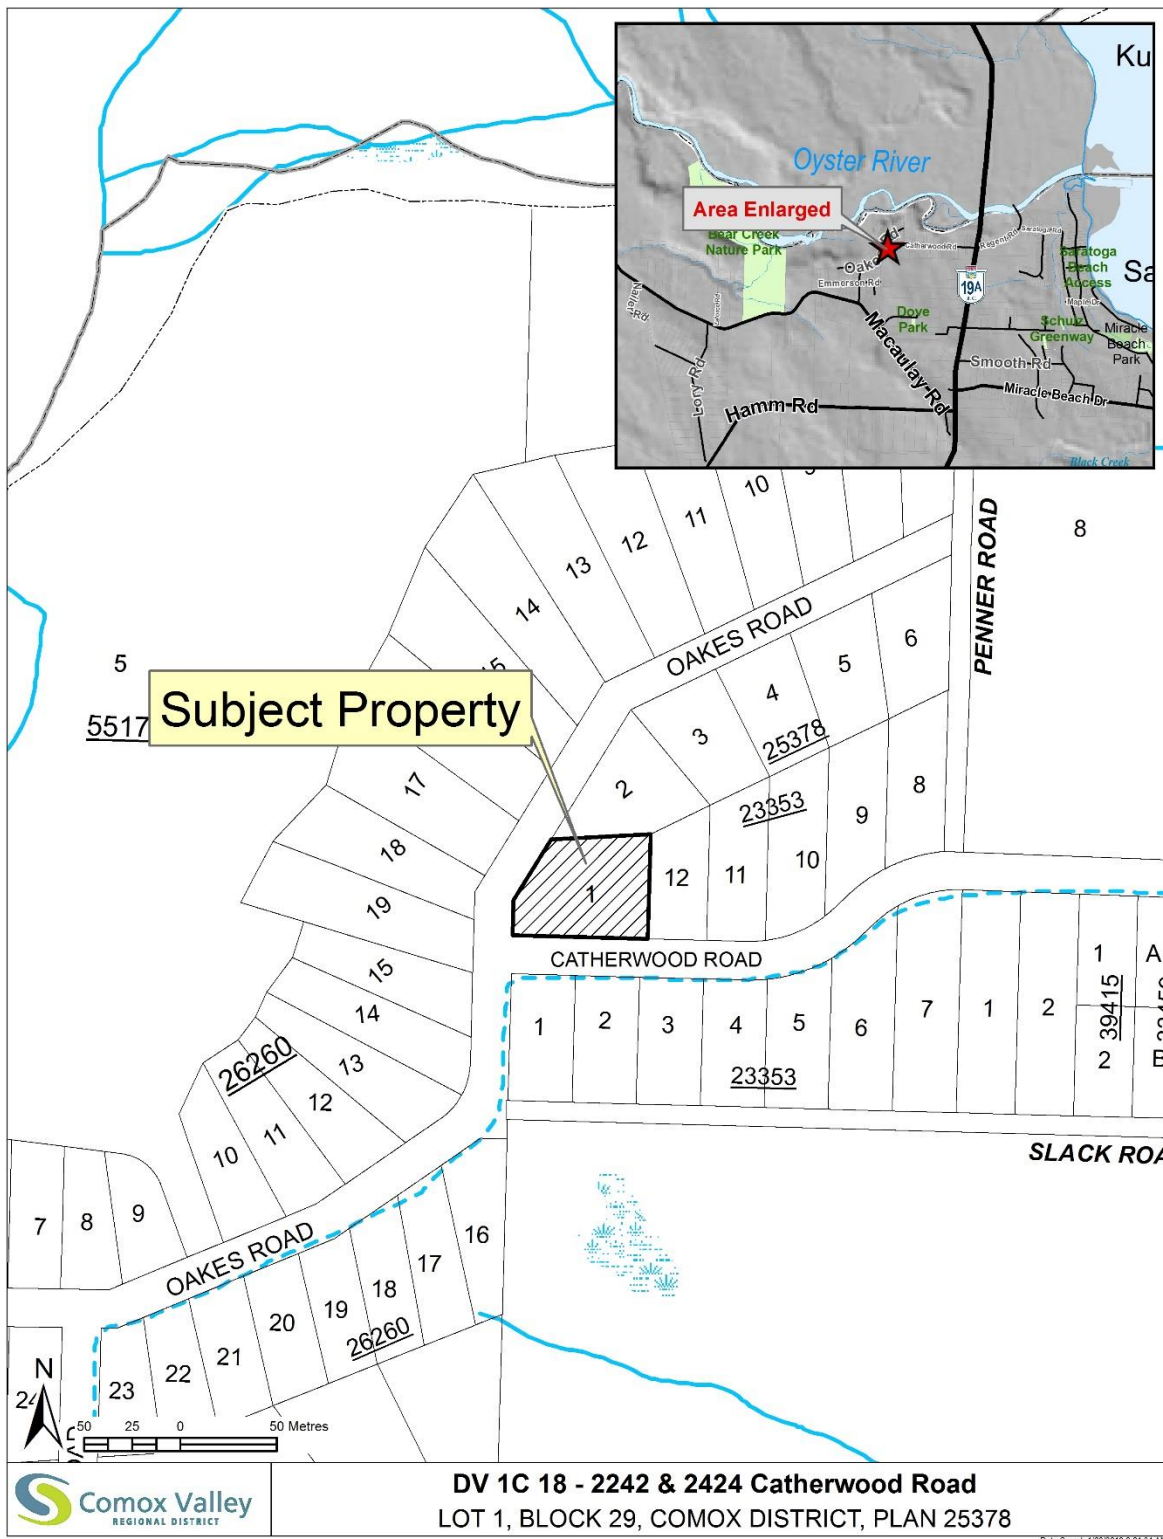 Ku
Oyster River
Area Enlarged
Bear Creek
Nature Park
Oake
Rd
Catherwood Rd
Regent Rd
Saratoga Rd
Emmerson Rd
19A
Saratoga
Beach
Access
Sa
Maple Dr
Dove
Park
Schulz
Greenway
Miracle
Beach
Park
Macaulay Rd
Smooth Rd
Lory Rd
Miracle Beach Dr
Hamm Rd
Black Creek
10
11
12
13
14
15
8
PENNER ROAD
OAKES ROAD
6
5
4
3
2
25378
5
5517
Subject Property
17
18
19
23353
8
9
10
11
12
1
CATHERWOOD ROAD
15
14
13
12
11
10
26260
1
2
3
4
5
6
7
1
2
23353
1
39415
2
A
B
SLACK ROA
7
8
9
OAKES ROAD
16
17
18
19
20
21
22
23
26260
24
N
50 25 0 50 Metres
Comox Valley
REGIONAL DISTRICT
DV 1C 18 - 2242 & 2424 Catherwood Road
LOT 1, BLOCK 29, COMOX DISTRICT, PLAN 25378